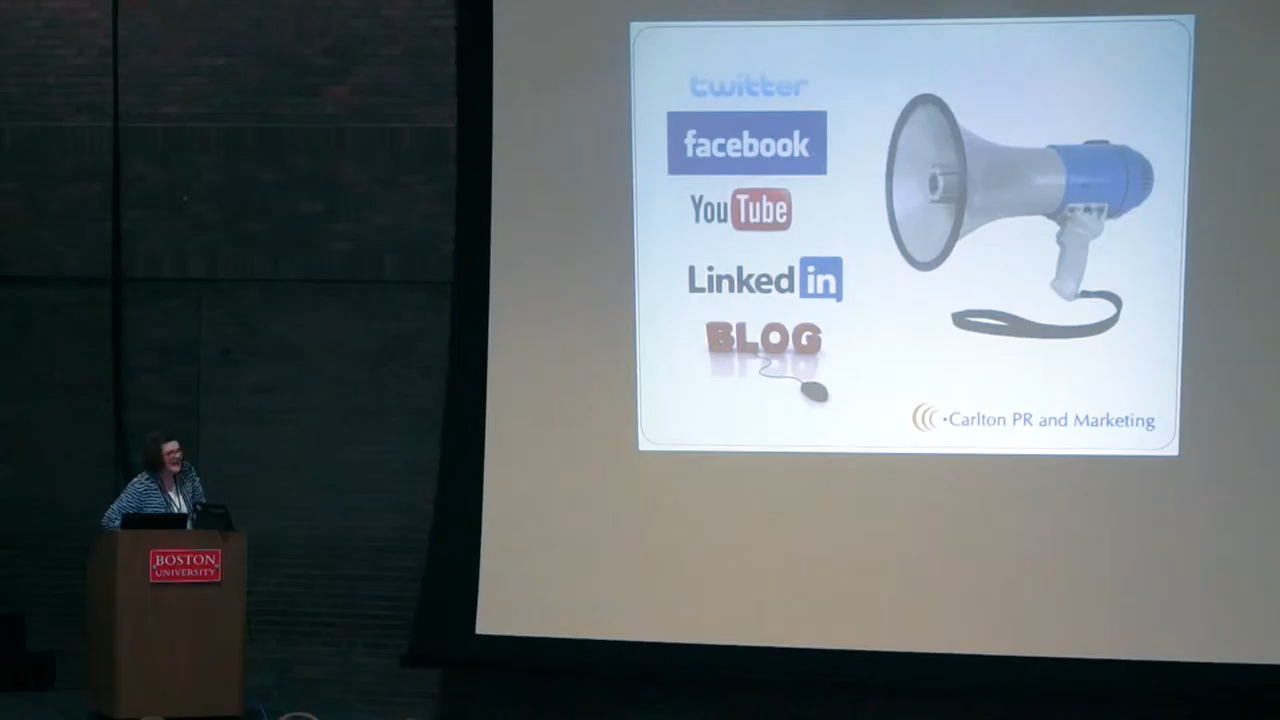 twitter
facebook
YouTube
Linkedin
BLOG
•Carlton PR and Marketing
BOSTON
UNIVERSITY